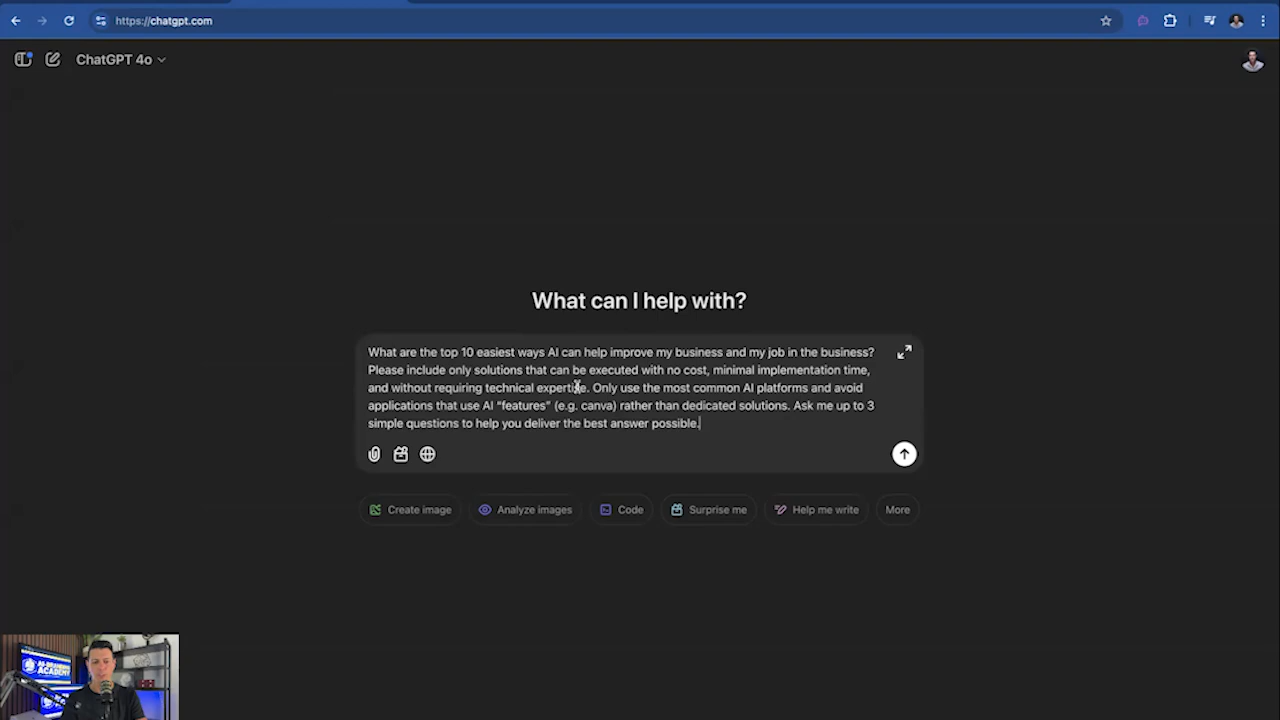 https://chatgpt.com
ChatGPT 4o
What can I help with?
What are the top 10 easiest ways AI can help improve my business and my job in the business?
Please include only solutions that can be executed with no cost, minimal implementation time,
and without requiring technical expertise. Only use the most common AI platforms and avoid
applications that use AI “features” (e.g. canva) rather than dedicated solutions. Ask me up to 3
simple questions to help you deliver the best answer possible.
Create image
Analyze images
Code
Surprise me
Help me write
More
ACADEMY